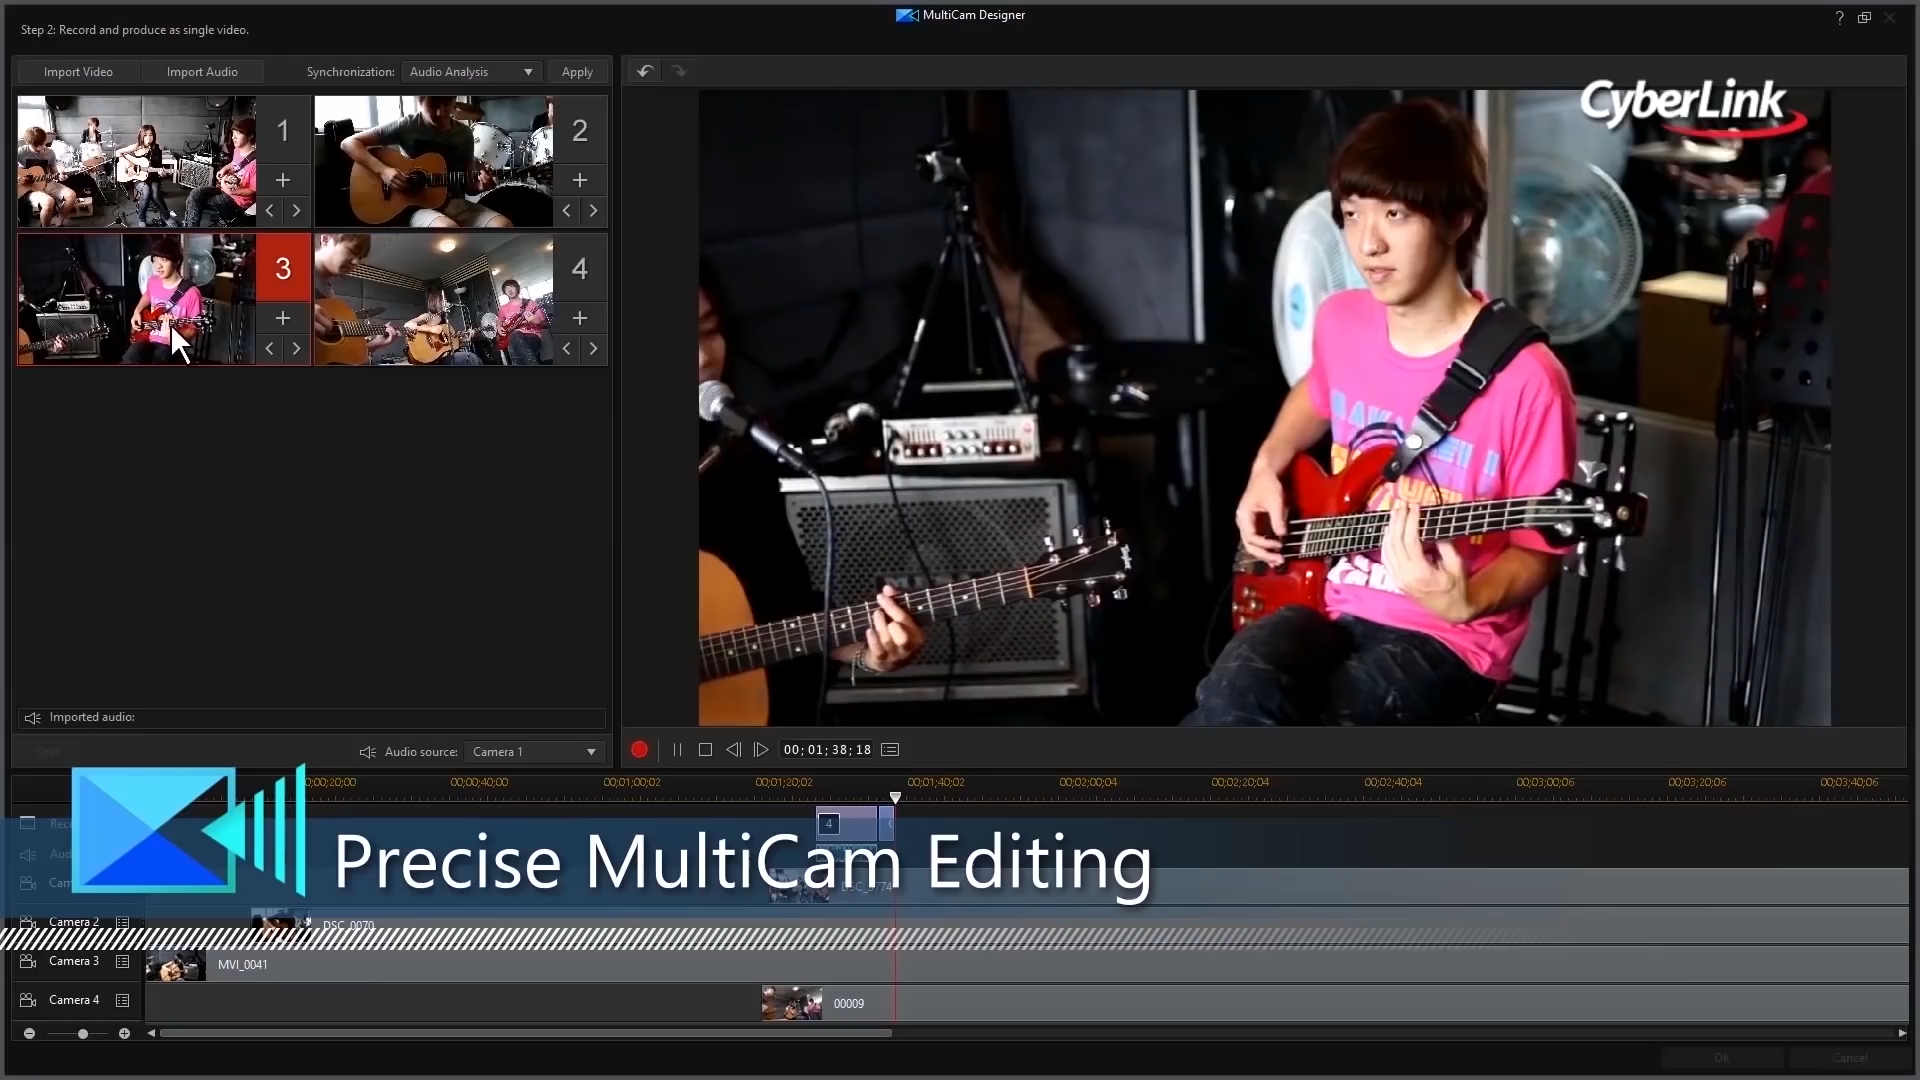 MultiCam Designer
Step 2: Record and produce as single video.
Import Video
Import Audio
Synchronization:
Audio Analysis
Apply
1
2
3
4
CyberLink
Imported audio:
Audio source:
Camera 1
00;01;38;18
00;00;20;00
00;00;40;00
00;01;00;02
00;01;20;02
00;01;40;02
00;02;00;04
00;02;20;04
00;02;40;04
00;03;00;06
00;03;20;06
00;03;40;06
4
Precise MultiCam Editing
Camera 2
DSC_0070
Camera 3
MVI_0041
Camera 4
00009
OK
Cancel